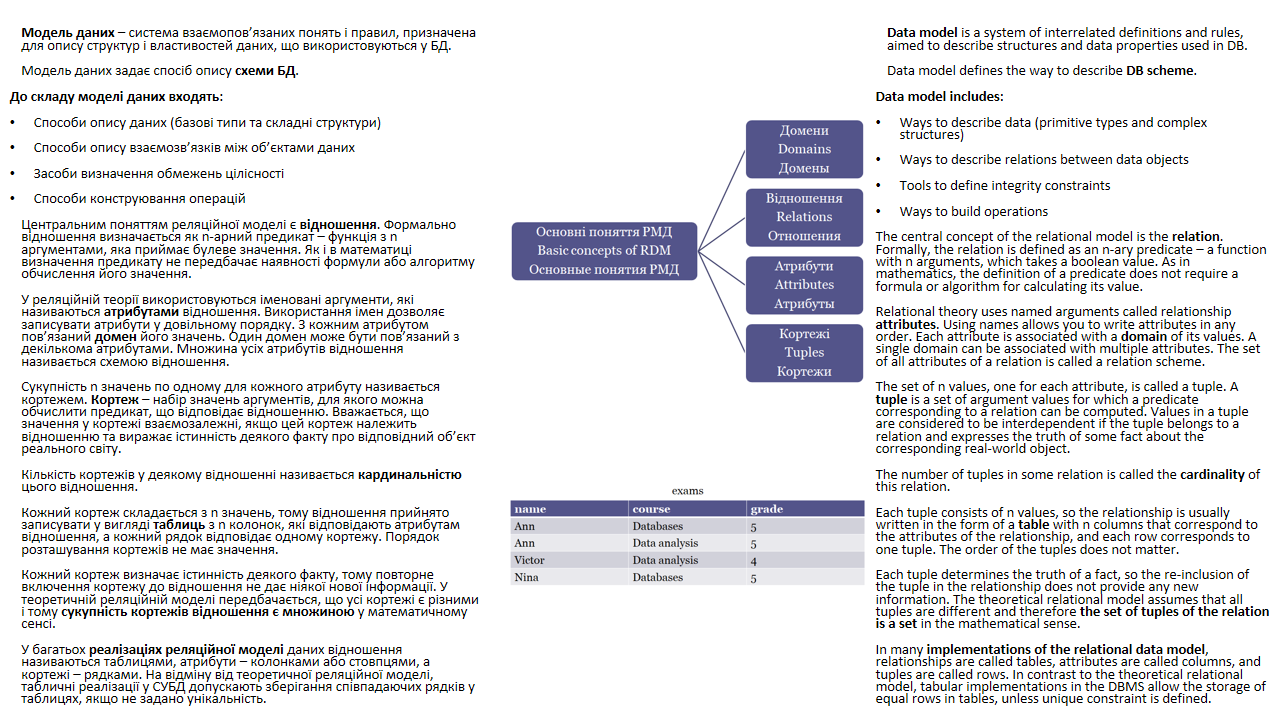 Модель даних – система взаємопов’язаних понять і правил, призначена
для опису структур і властивостей даних, що використовуються у БД.
Модель даних задає спосіб опису схеми БД.
До складу моделі даних входять:
• Способи опису даних (базові типи та складні структури)
• Способи опису взаємозв’язків між об’єктами даних
• Засоби визначення обмежень цілісності
• Способи конструювання операцій
Центральним поняттям реляційної моделі є відношення. Формально
відношення визначається як n-арний предикат – функція з n
аргументами, яка приймає булеве значення. Як і в математиці
визначення предикату не передбачає наявності формули або алгоритму
обчислення його значення.
У реляційній теорії використовуються іменовані аргументи, які
називаються атрибутами відношення. Використання імен дозволяє
записувати атрибути у довільному порядку. З кожним атрибутом
пов’язаний домен його значень. Один домен може бути пов’язаний з
декількома атрибутами. Множина усіх атрибутів відношення
називається схемою відношення.
Сукупність n значень по одному для кожного атрибуту називається
кортежем. Кортеж – набір значень аргументів, для якого можна
обчислити предикат, що відповідає відношенню. Вважається, що
значення у кортежі взаємозалежні, якщо цей кортеж належить
відношенню та виражає істинність деякого факту про відповідний об’єкт
реального світу.
Кількість кортежів у деякому відношенні називається кардинальністю
цього відношення.
Кожний кортеж складається з n значень, тому відношення прийнято
записувати у вигляді таблиць з n колонок, які відповідають атрибутам
відношення, а кожний рядок відповідає одному кортежу. Порядок
розташування кортежів не має значення.
Кожний кортеж визначає істинність деякого факту, тому повторне
включення кортежу до відношення не дає ніякої нової інформації. У
теоретичній реляційній моделі передбачається, що усі кортежі є різними
і тому сукупність кортежів відношення є множиною у математичному
сенсі.
У багатьох реалізаціях реляційної моделі даних відношення
називаються таблицями, атрибути – колонками або стовпцями, а
кортежі – рядками. На відміну від теоретичної реляційної моделі,
табличні реалізації у СУБД допускають зберігання співпадаючих рядків у
таблицях, якщо не задано унікальність.
Основні поняття РМД
Basic concepts of RDM
Основные понятия РМД
Домени
Domains
Домены
Відношення
Relations
Отношения
Атрибути
Attributes
Атрибуты
Кортежі
Tuples
Кортежи
exams
name course grade
Ann Databases 5
Ann Data analysis 5
Victor Data analysis 4
Nina Databases 5
Data model is a system of interrelated definitions and rules,
aimed to describe structures and data properties used in DB.
Data model defines the way to describe DB scheme.
Data model includes:
• Ways to describe data (primitive types and complex
structures)
• Ways to describe relations between data objects
• Tools to define integrity constraints
• Ways to build operations
The central concept of the relational model is the relation.
Formally, the relation is defined as an n-ary predicate – a function
with n arguments, which takes a boolean value. As in
mathematics, the definition of a predicate does not require a
formula or algorithm for calculating its value.
Relational theory uses named arguments called relationship
attributes. Using names allows you to write attributes in any
order. Each attribute is associated with a domain of its values. A
single domain can be associated with multiple attributes. The set
of all attributes of a relation is called a relation scheme.
The set of n values, one for each attribute, is called a tuple. A
tuple is a set of argument values for which a predicate
corresponding to a relation can be computed. Values in a tuple
are considered to be interdependent if the tuple belongs to a
relation and expresses the truth of some fact about the
corresponding real-world object.
The number of tuples in some relation is called the cardinality of
this relation.
Each tuple consists of n values, so the relationship is usually
written in the form of a table with n columns that correspond to
the attributes of the relationship, and each row corresponds to
one tuple. The order of the tuples does not matter.
Each tuple determines the truth of a fact, so the re-inclusion of
the tuple in the relationship does not provide any new
information. The theoretical relational model assumes that all
tuples are different and therefore the set of tuples of the relation
is a set in the mathematical sense.
In many implementations of the relational data model,
relationships are called tables, attributes are called columns, and
tuples are called rows. In contrast to the theoretical relational
model, tabular implementations in the DBMS allow the storage of
equal rows in tables, unless unique constraint is defined.